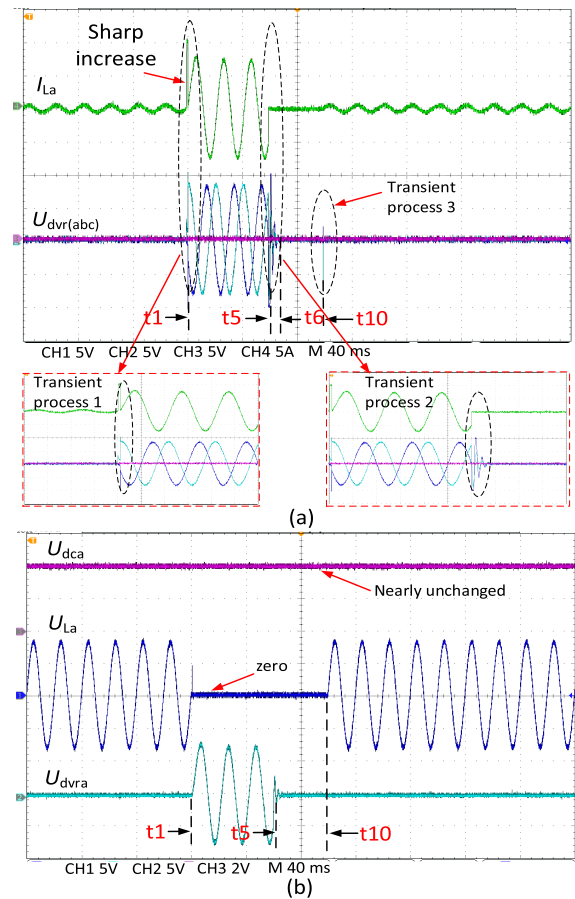 Sharp
increase
ILa
Transient
process 3
Udvr(abc)
t1 t5 t6 t10
CH1 5V CH2 5V CH3 5V CH4 5A M 40 ms
Transient
process 1
Transient
process 2
(a)
Udca
Nearly unchanged
ULa
zero
Udvra
t1 t5 t10
CH1 5V CH2 5V CH3 2V M 40 ms
(b)